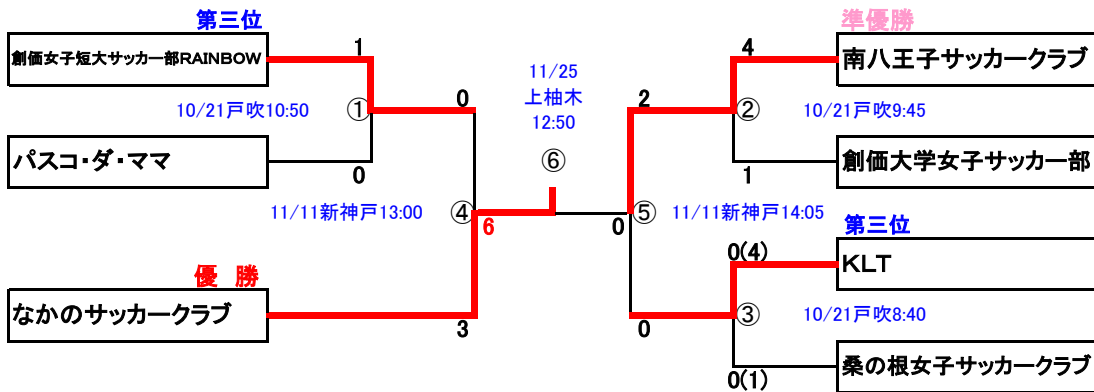 第三位
創価女子短大サッカー部RAINBOW
1
10/21戸吹10:50
①
0
パスコ・ダ・ママ
0
11/11新神戸13:00
④
6
優 勝
なかのサッカークラブ
3
11/25
上柚木
12:50
⑥
準優勝
4
南八王子サッカークラブ
2
②
10/21戸吹9:45
1
創価大学女子サッカー部
0
⑤
11/11新神戸14:05
第三位
0(4)
KLT
0
③
10/21戸吹8:40
0(1)
桑の根女子サッカークラブ